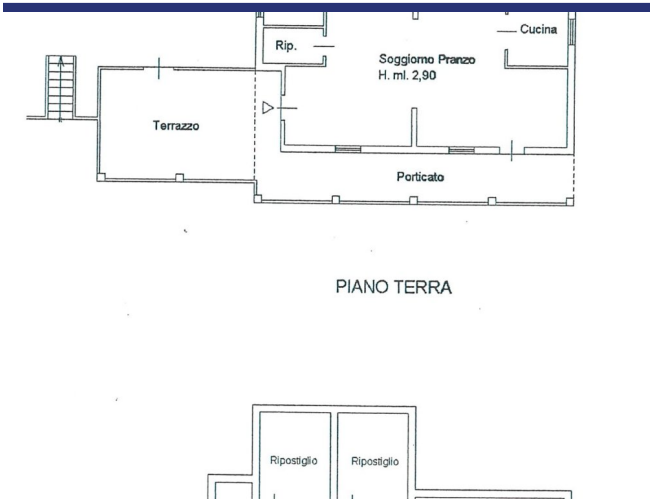 Cucina
Rip.
Soggiorno Pranzo
H. ml. 2,90
Terrazzo
Porticato
PIANO TERRA
Ripostiglio
Ripostiglio